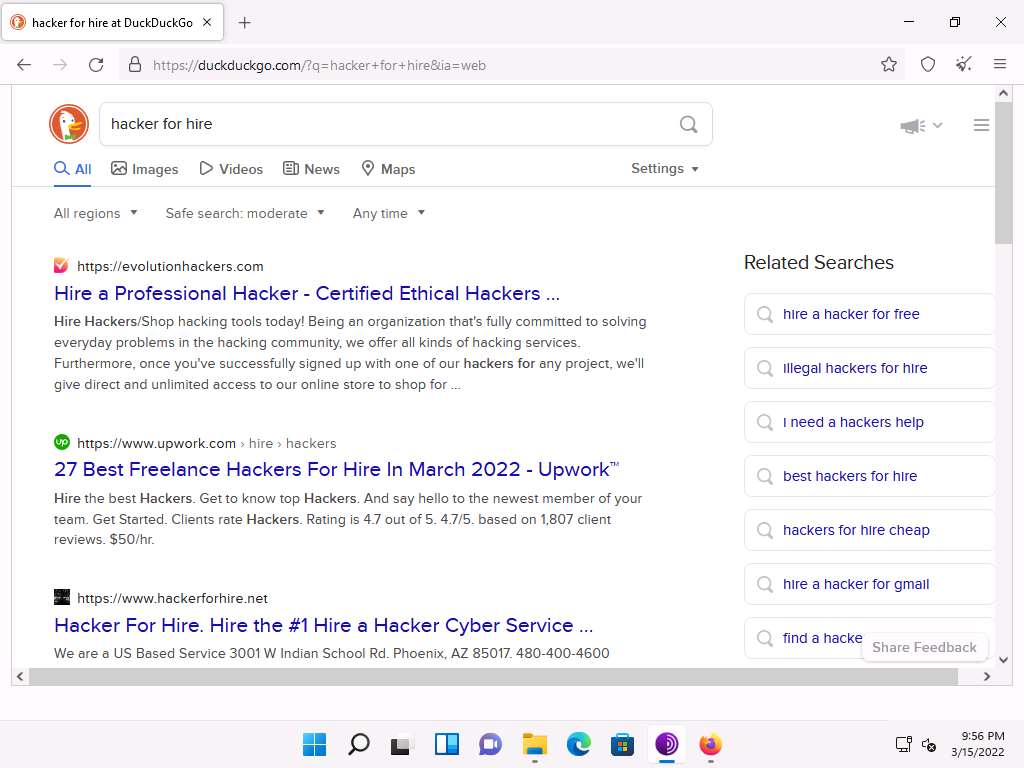 hacker for hire at DuckDuckGo
https://duckduckgo.com/?q=hacker+for+hire&ia=web
hacker for hire
All Images Videos News Maps Settings
All regions Safe search: moderate Any time
https://evolutionhackers.com
Hire a Professional Hacker - Certified Ethical Hackers ...
Hire Hackers/Shop hacking tools today! Being an organization that's fully committed to solving
everyday problems in the hacking community, we offer all kinds of hacking services.
Furthermore, once you've successfully signed up with one of our hackers for any project, we'll
give direct and unlimited access to our online store to shop for ...
up https://www.upwork.com › hire › hackers
27 Best Freelance Hackers For Hire In March 2022 - Upwork™
Hire the best Hackers. Get to know top Hackers. And say hello to the newest member of your
team. Get Started. Clients rate Hackers. Rating is 4.7 out of 5. 4.7/5. based on 1,807 client
reviews. $50/hr.
https://www.hackerforhire.net
Hacker For Hire. Hire the #1 Hire a Hacker Cyber Service ...
We are a US Based Service 3001 W Indian School Rd. Phoenix, AZ 85017. 480-400-4600
Related Searches
hire a hacker for free
illegal hackers for hire
i need a hackers help
best hackers for hire
hackers for hire cheap
hire a hacker for gmail
find a hacke
Share Feedback
9:56 PM
3/15/2022